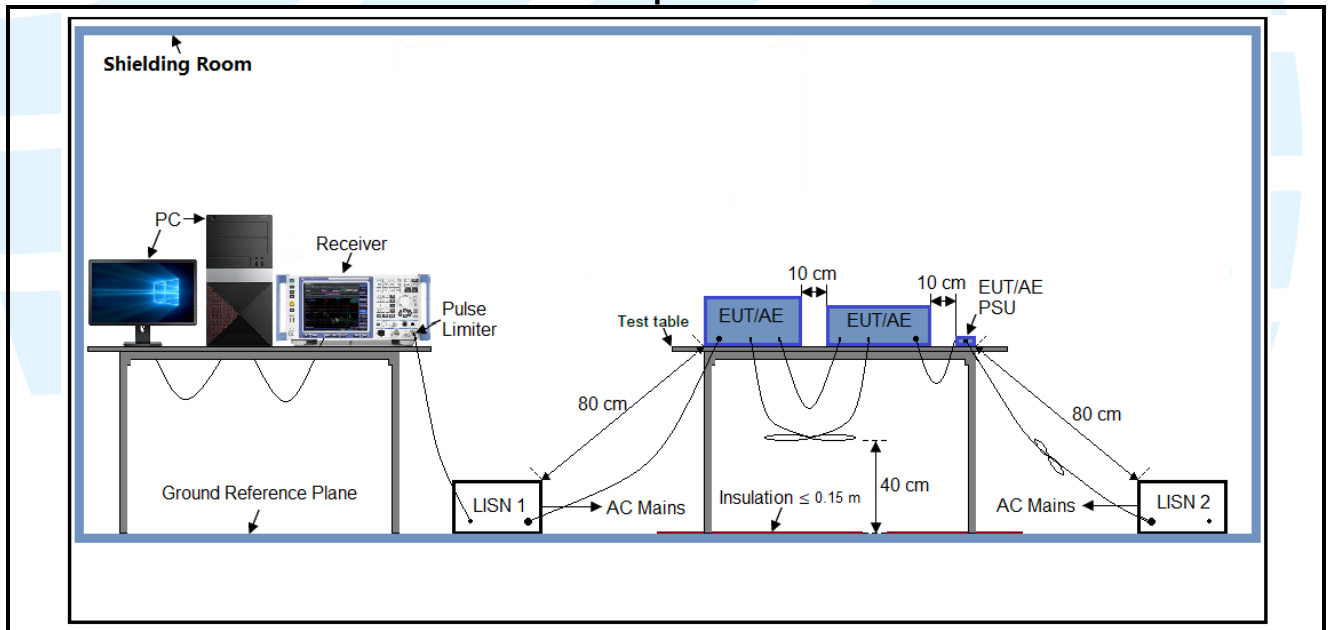 Shielding Room
PC
Receiver
Pulse
Limiter
Test table
EUT/AE
10 cm
EUT/AE
10 cm
EUT/AE
PSU
80 cm
80 cm
40 cm
Ground Reference Plane
LISN 1
AC Mains
Insulation ≤ 0.15 m
AC Mains
LISN 2